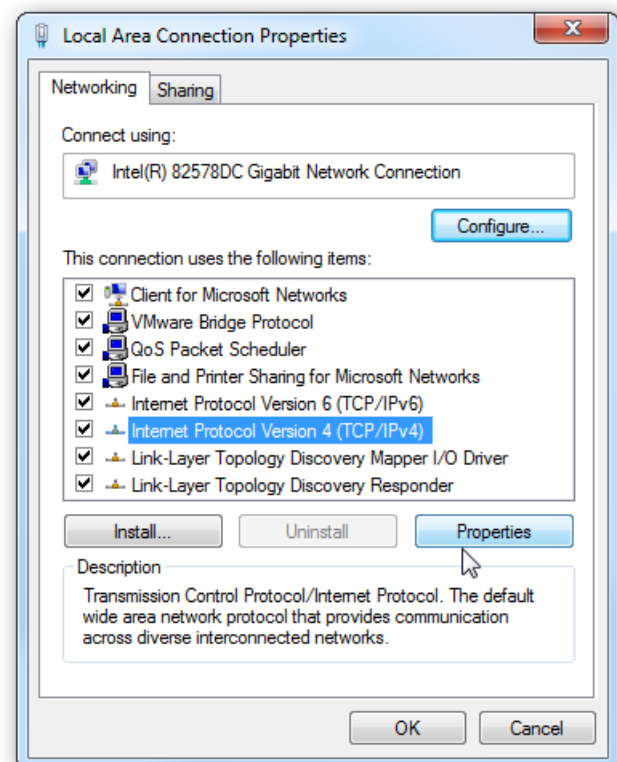 Local Area Connection Properties
Networking
Sharing
Connect using:
Intel(R) 82578DC Gigabit Network Connection
Configure...
This connection uses the following items:
Client for Microsoft Networks
VMware Bridge Protocol
QoS Packet Scheduler
File and Printer Sharing for Microsoft Networks
Internet Protocol Version 6 (TCP/IPv6)
Internet Protocol Version 4 (TCP/IPv4)
Link-Layer Topology Discovery Mapper I/O Driver
Link-Layer Topology Discovery Responder
Install...
Uninstall
Properties
Description
Transmission Control Protocol/Internet Protocol. The default
wide area network protocol that provides communication
across diverse interconnected networks.
OK
Cancel